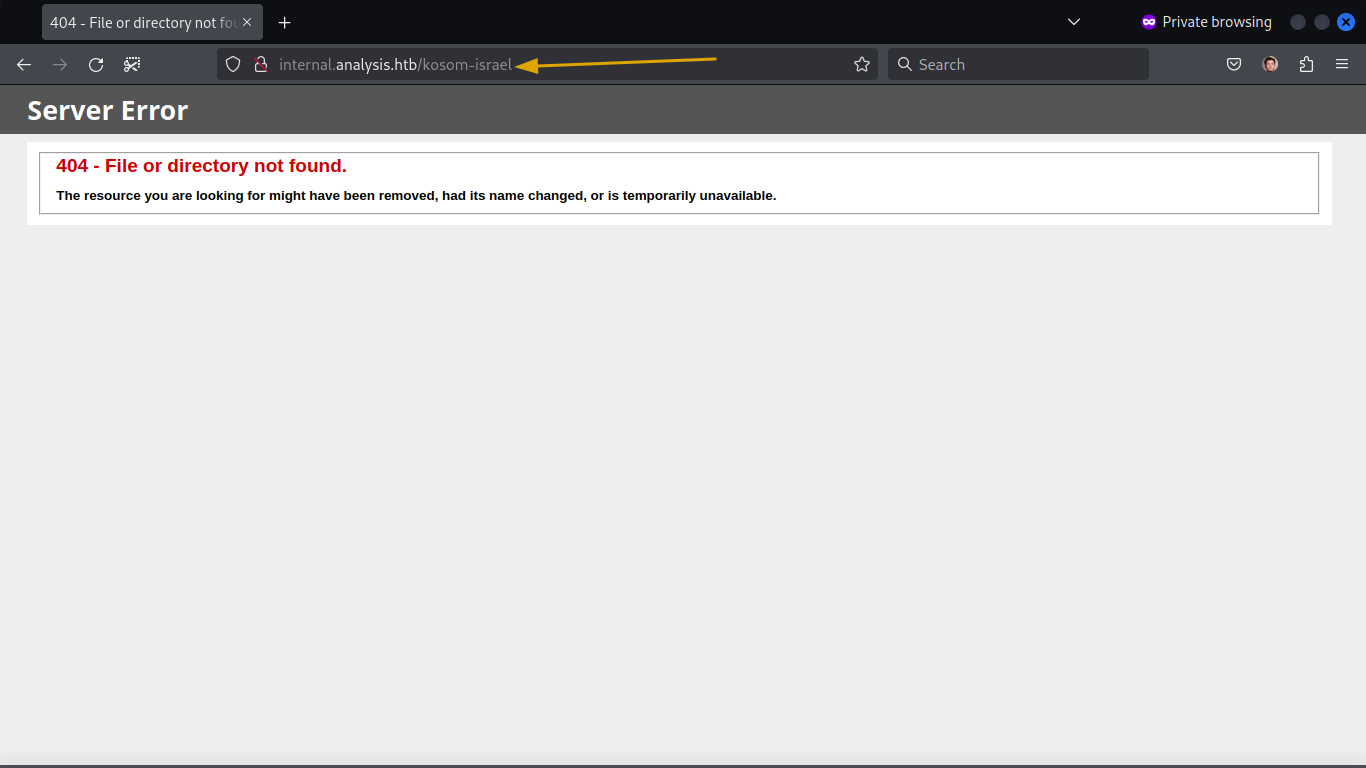 404 - File or directory not fou
Private browsing
internal.analysis.htb/kosom-israel
Search
Server Error
404 - File or directory not found.
The resource you are looking for might have been removed, had its name changed, or is temporarily unavailable.